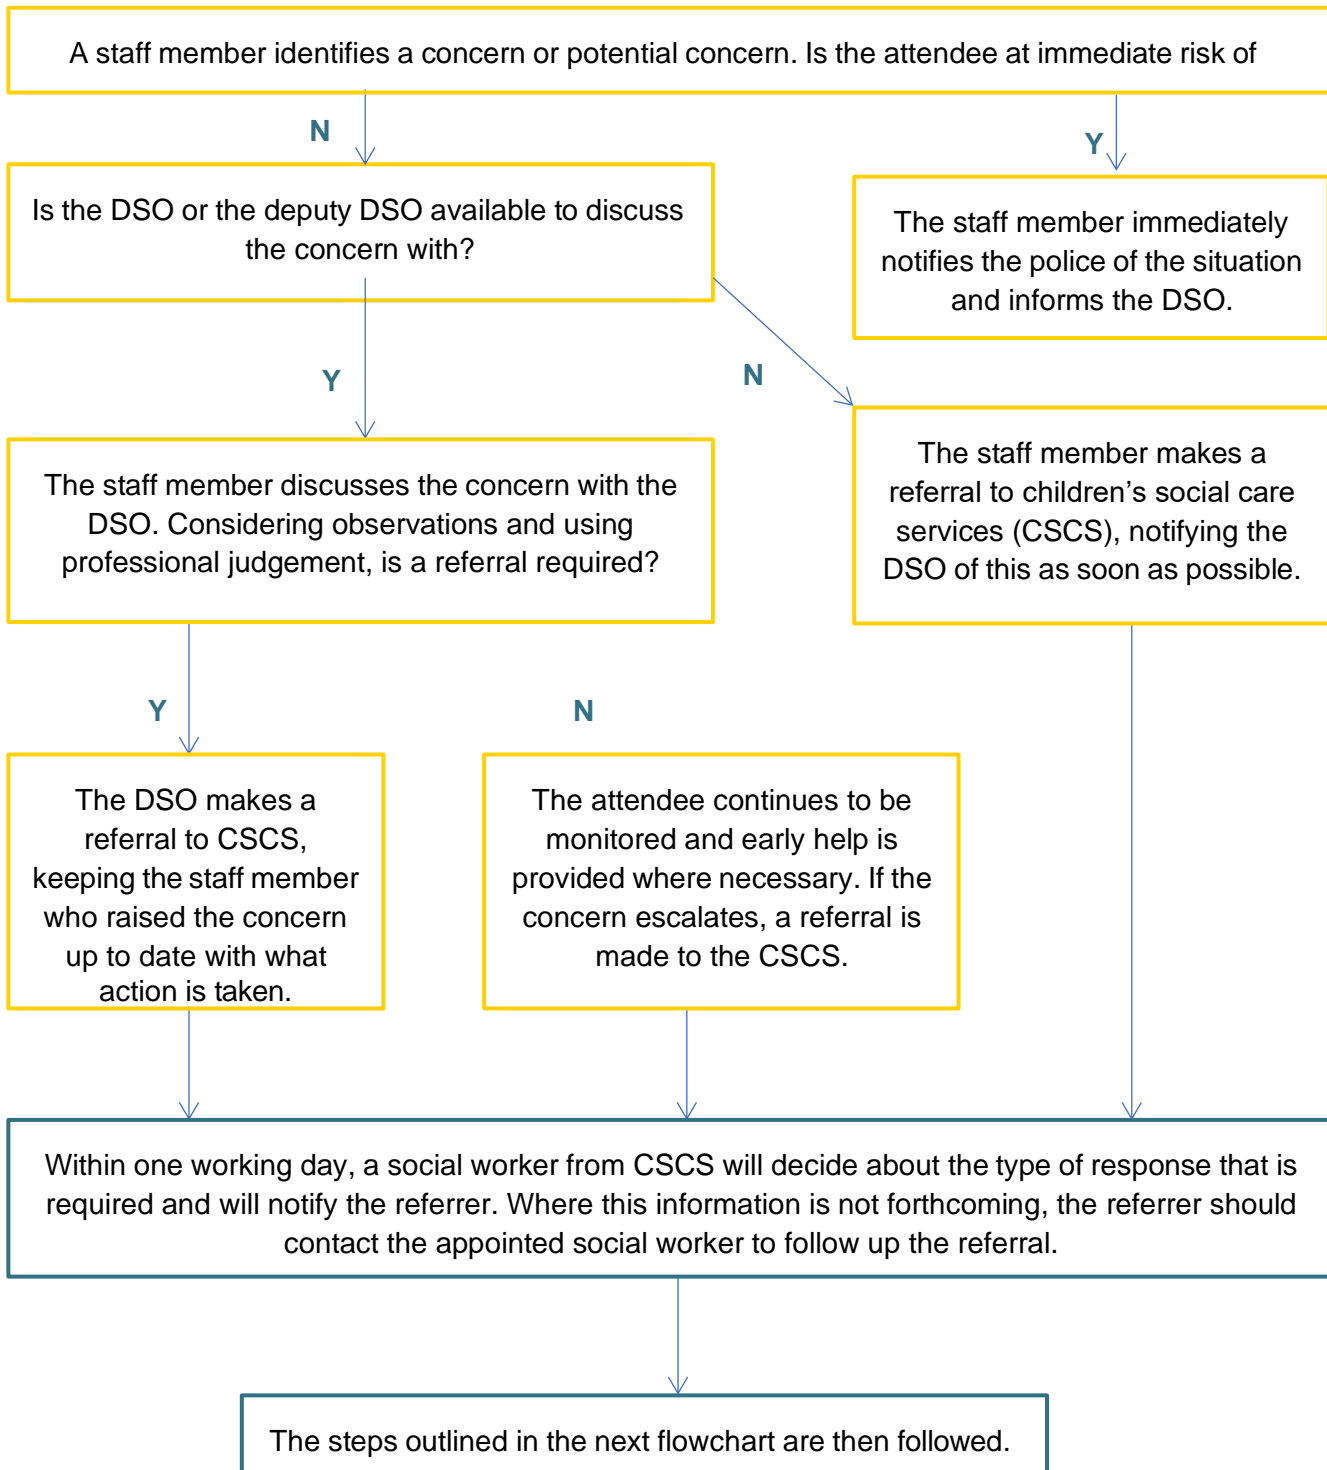 A staff member identifies a concern or potential concern. Is the attendee at immediate risk of
N
Y
Is the DSO or the deputy DSO available to discuss
the concern with?
The staff member immediately
notifies the police of the situation
and informs the DSO.
Y
N
The staff member discusses the concern with the
DSO. Considering observations and using
professional judgement, is a referral required?
The staff member makes a
referral to children’s social care
services (CSCS), notifying the
DSO of this as soon as possible.
Y
N
The DSO makes a
referral to CSCS,
keeping the staff member
who raised the concern
up to date with what
action is taken.
The attendee continues to be
monitored and early help is
provided where necessary. If the
concern escalates, a referral is
made to the CSCS.
Within one working day, a social worker from CSCS will decide about the type of response that is
required and will notify the referrer. Where this information is not forthcoming, the referrer should
contact the appointed social worker to follow up the referral.
The steps outlined in the next flowchart are then followed.